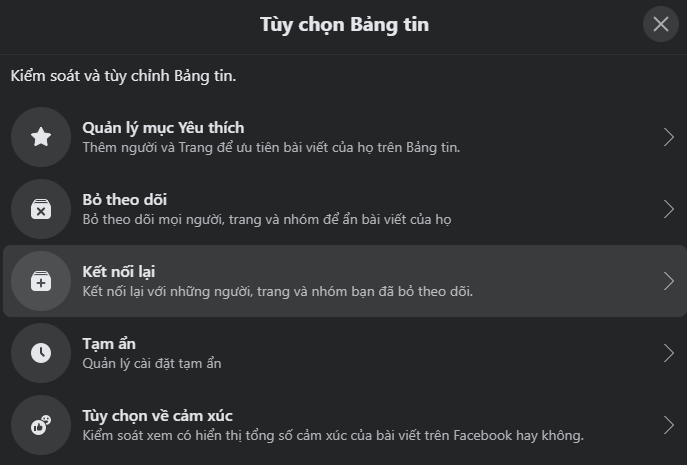 Tùy chọn Bảng tin
Kiểm soát và tùy chỉnh Bảng tin.
Quản lý mục Yêu thích
Thêm người và Trang để ưu tiên bài viết của họ trên Bảng tin.
Bỏ theo dõi
Bỏ theo dõi mọi người, trang và nhóm để ẩn bài viết của họ
Kết nối lại
Kết nối lại với những người, trang và nhóm bạn đã bỏ theo dõi.
Tạm ẩn
Quản lý cài đặt tạm ẩn
Tùy chọn về cảm xúc
Kiểm soát xem có hiển thị tổng số cảm xúc của bài viết trên Facebook hay không.